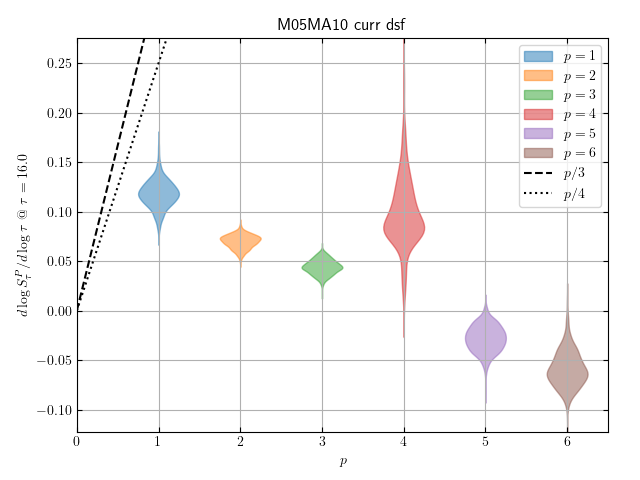 M05MA10 curr dsf
d log S_τ^P / d log τ @ τ = 16.0
0.25
0.20
0.15
0.10
0.05
0.00
−0.05
−0.10
0 1 2 3 4 5 6
p
p = 1
p = 2
p = 3
p = 4
p = 5
p = 6
p/3
p/4